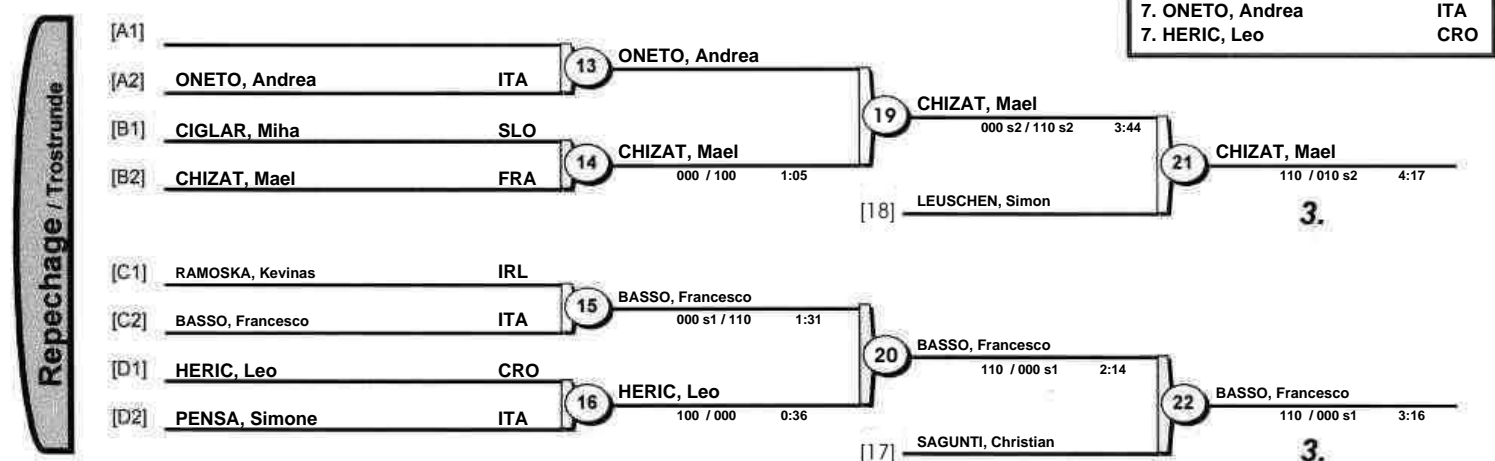 7. ONETO, Andrea ITA
7. HERIC, Leo CRO
Repechage / Trostrunde
[A1]
[A2] ONETO, Andrea ITA
13 ONETO, Andrea
[B1] CIGLAR, Miha SLO
[B2] CHIZAT, Mael FRA
14 CHIZAT, Mael
000 / 100 1:05
19 CHIZAT, Mael
000 s2 / 110 s2 3:44
[18] LEUSCHEN, Simon
21 CHIZAT, Mael
110 / 010 s2 4:17
3.
[C1] RAMOSKA, Kevinas IRL
[C2] BASSO, Francesco ITA
15 BASSO, Francesco
000 s1 / 110 1:31
[D1] HERIC, Leo CRO
[D2] PENSA, Simone ITA
16 HERIC, Leo
100 / 000 0:36
20 BASSO, Francesco
110 / 000 s1 2:14
[17] SAGUNTI, Christian
22 BASSO, Francesco
110 / 000 s1 3:16
3.